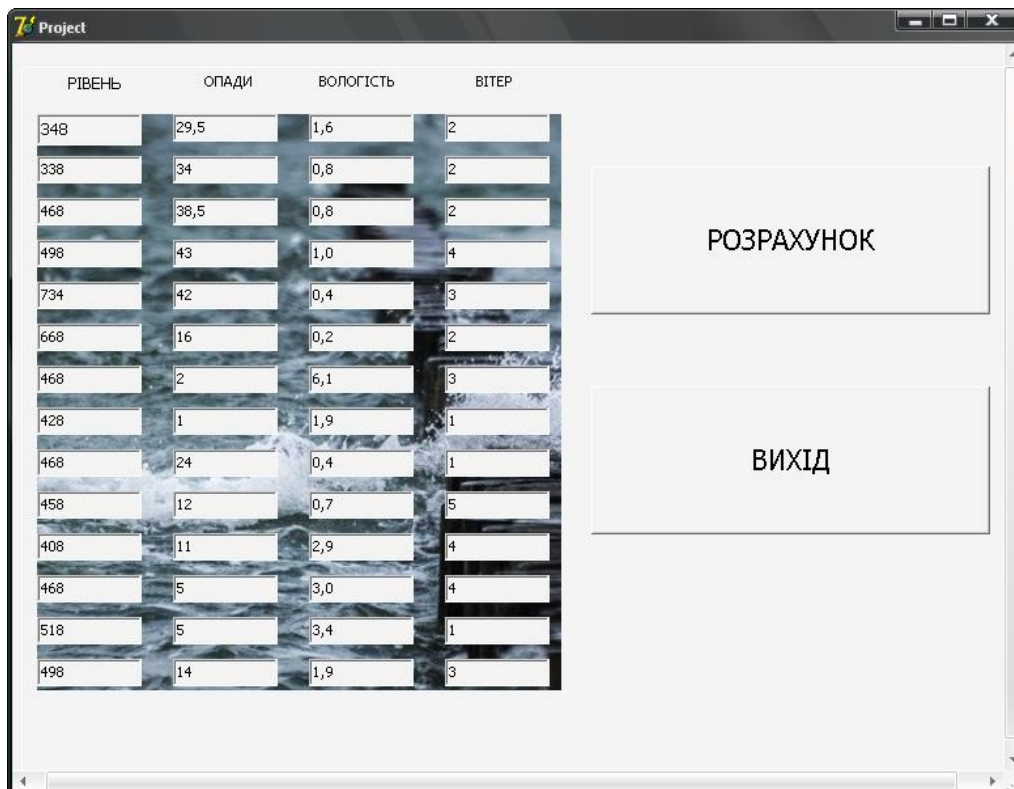 Project
РІВЕНЬ ОПАДИ ВОЛОГІСТЬ ВІТЕР
348 29,5 1,6 2
338 34 0,8 2
468 38,5 0,8 2
498 43 1,0 4
734 42 0,4 3
668 16 0,2 2
468 2 6,1 3
428 1 1,9 1
468 24 0,4 1
458 12 0,7 5
408 11 2,9 4
468 5 3,0 4
518 5 3,4 1
498 14 1,9 3
РОЗРАХУНОК
ВИХІД